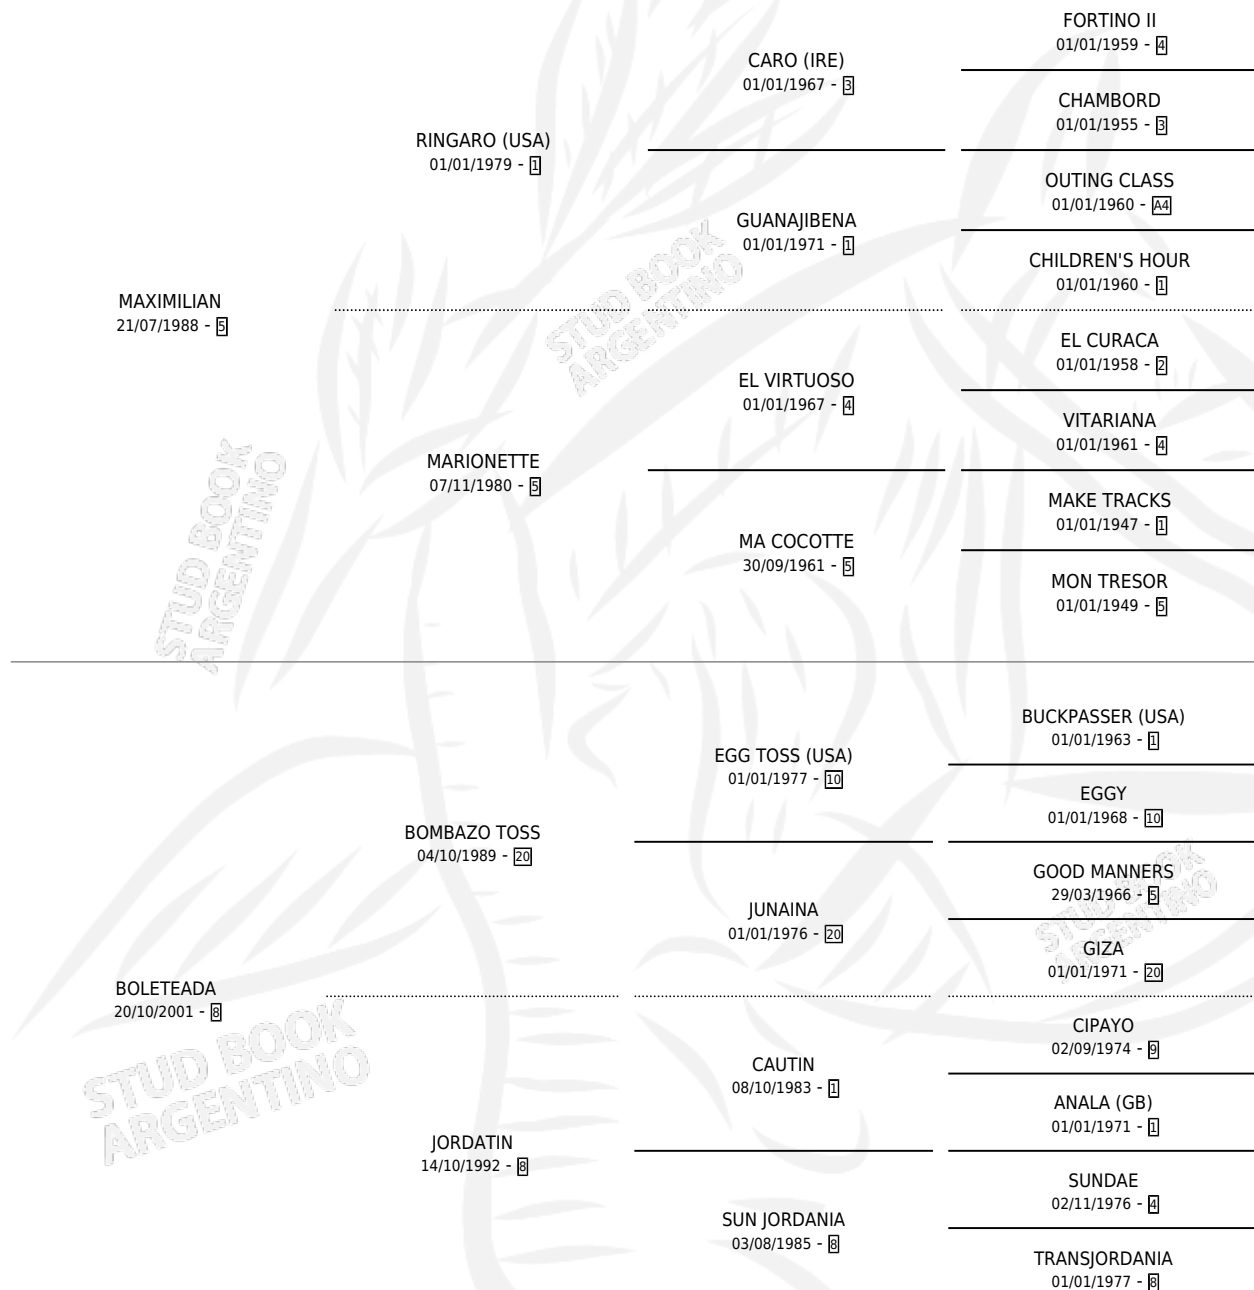 FORTINO II
01/01/1959 - 4
CARO (IRE)
01/01/1967 - 3
CHAMBORD
01/01/1955 - 3
RINGARO (USA)
01/01/1979 - 1
OUTING CLASS
01/01/1960 - A4
GUANAJIBENA
01/01/1971 - 1
CHILDREN'S HOUR
01/01/1960 - 1
MAXIMILIAN
21/07/1988 - 5
EL CURACA
01/01/1958 - 2
EL VIRTUOSO
01/01/1967 - 4
VITARIANA
01/01/1961 - 4
MARIONETTE
07/11/1980 - 5
MAKE TRACKS
01/01/1947 - 1
MA COCOTTE
30/09/1961 - 5
MON TRESOR
01/01/1949 - 5
STUD BOOK
ARGENTINO
STUD BOOK
ARGENTINO
BUCKPASSER (USA)
01/01/1963 - 1
EGG TOSS (USA)
01/01/1977 - 10
EGGY
01/01/1968 - 10
BOMBAZO TOSS
04/10/1989 - 20
GOOD MANNERS
29/03/1966 - 5
JUNAINA
01/01/1976 - 20
GIZA
01/01/1971 - 20
STUD BOOK
ARGENTINO
BOLETEADA
20/10/2001 - 8
CIPAYO
02/09/1974 - 9
CAUTIN
08/10/1983 - 1
ANALA (GB)
01/01/1971 - 1
STUD BOOK
ARGENTINO
JORDATIN
14/10/1992 - 8
SUNDAE
02/11/1976 - 4
SUN JORDANIA
03/08/1985 - 8
TRANSJORDANIA
01/01/1977 - 8